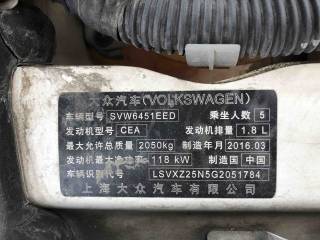 大众汽车(VOLKSWAGEN)
车辆型号 SVW6451EED 乘坐人数 5
发动机型号 CEA 发动机排量 1.8 L
最大允许总质量 2050kg 制造年月 2016.03
发动机最大净功率 118 kW 制造国 中国
车辆识别代号 LSVXZ25N5G2051784
上海大众汽车有限公司